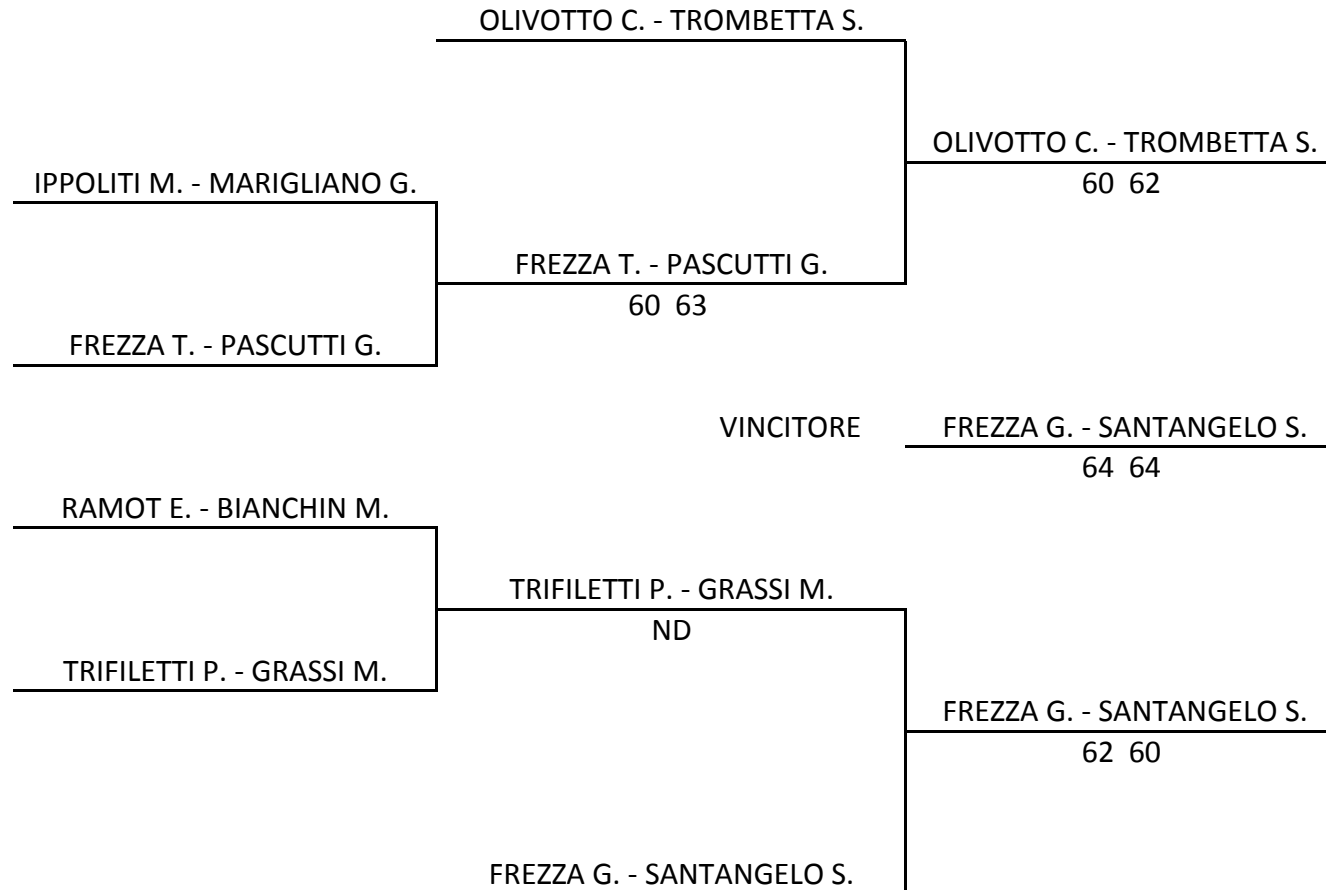 OLIVOTTO C. - TROMBETTA S.
OLIVOTTO C. - TROMBETTA S.
IPPOLITI M. - MARIGLIANO G.
60 62
FREZZA T. - PASCUTTI G.
60 63
FREZZA T. - PASCUTTI G.
VINCITORE
FREZZA G. - SANTANGELO S.
64 64
RAMOT E. - BIANCHIN M.
TRIFILETTI P. - GRASSI M.
ND
TRIFILETTI P. - GRASSI M.
FREZZA G. - SANTANGELO S.
62 60
FREZZA G. - SANTANGELO S.